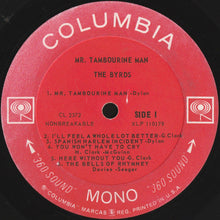 COLUMBIA
MR. TAMBOURINE MAN
THE BYRDS
1 - MR. TAMBOURINE MAN -Dylan
CL 2372
NONBREAKABLE
SIDE 1
XLP 110139
2 - I'LL FEEL A WHOLE LOT BETTER - G. Clark
3 - SPANISH HARLEM INCIDENT -Dylan
4 - YOU WON'T HAVE TO CRY
G. Clark - McGuinn
5 - HERE WITHOUT YOU - G. Clark
6 - THE BELLS OF RHYMNEY
Davies - Seeger
"360 SOUND" MONO "360 SOUND"
® "COLUMBIA" - MARCAS REG. PRINTED IN U.S.A.